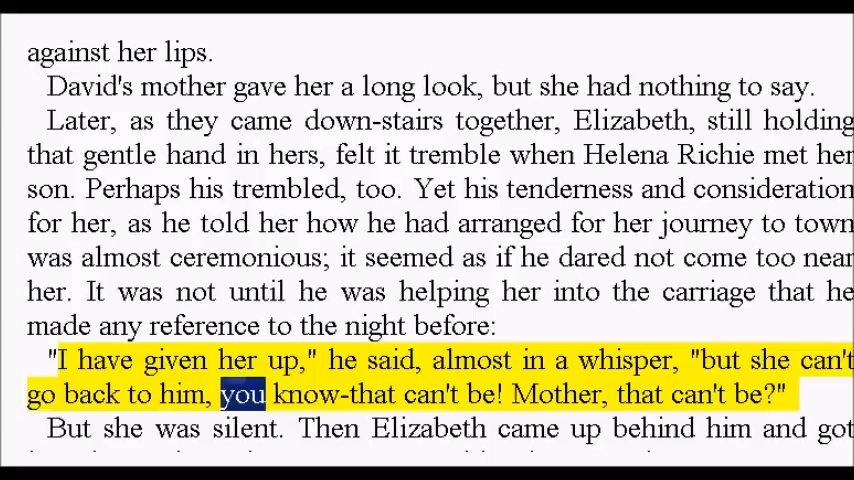 against her lips.
David's mother gave her a long look, but she had nothing to say.
Later, as they came down-stairs together, Elizabeth, still holding
that gentle hand in hers, felt it tremble when Helena Richie met her
son. Perhaps his trembled, too. Yet his tenderness and consideration
for her, as he told her how he had arranged for her journey to town
was almost ceremonious; it seemed as if he dared not come too near
her. It was not until he was helping her into the carriage that he
made any reference to the night before:
"I have given her up," he said, almost in a whisper, "but she can't
go back to him, you know-that can't be! Mother, that can't be?"
But she was silent. Then Elizabeth came up behind him and got